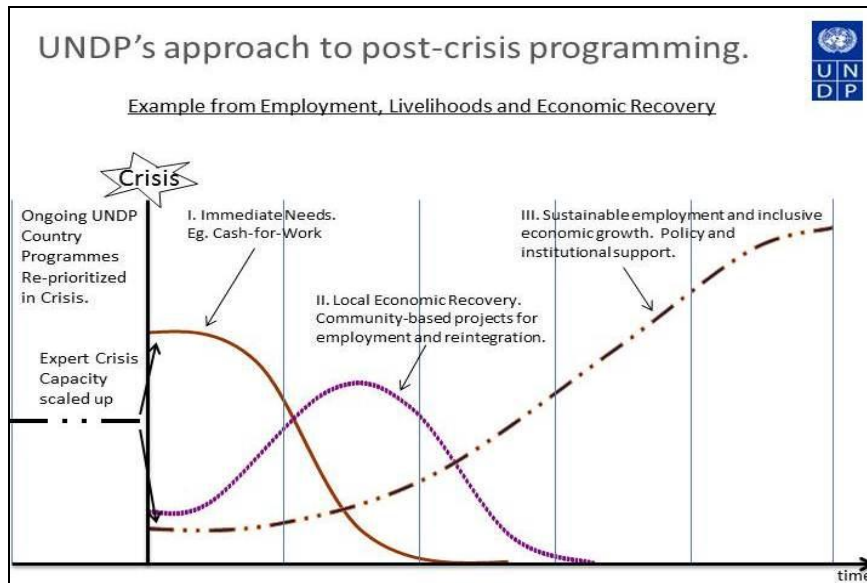 UNDP's approach to post-crisis programming.
U N
D P
Example from Employment, Livelihoods and Economic Recovery
Crisis
Ongoing UNDP
Country
Programmes
Re-prioritized
in Crisis.
I. Immediate Needs.
Eg. Cash-for-Work
III. Sustainable employment and inclusive
economic growth. Policy and
institutional support.
II. Local Economic Recovery.
Community-based projects for
employment and reintegration.
Expert Crisis
Capacity
scaled up
time